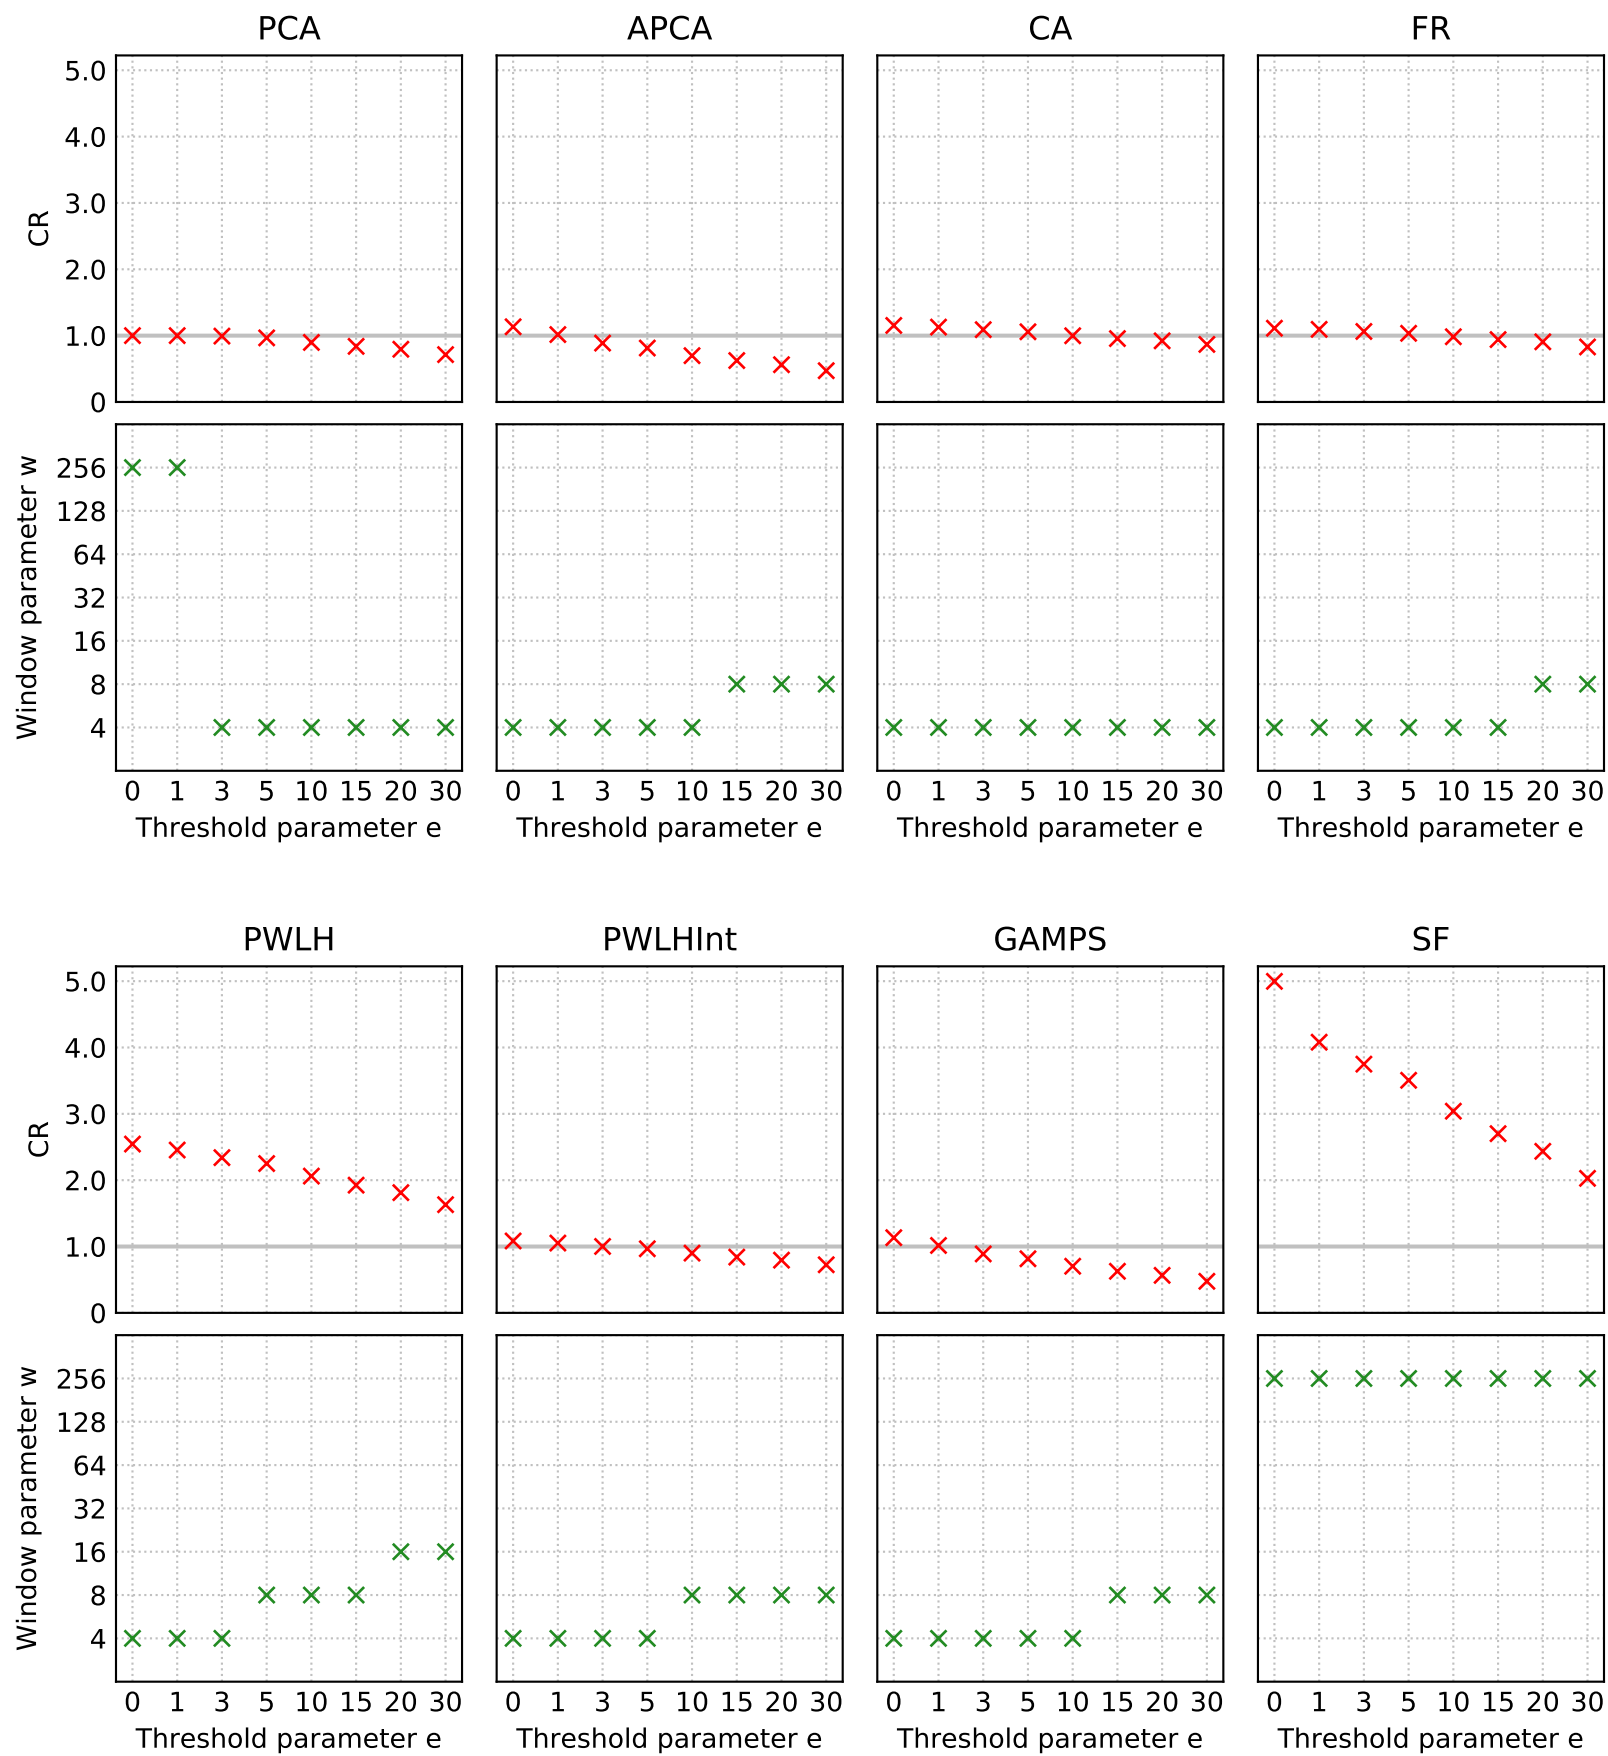 PCA APCA CA FR
CR
5.0
4.0
3.0
2.0
1.0
0
Window parameter w
256
128
64
32
16
8
4
0 1 3 5 10 15 20 30 0 1 3 5 10 15 20 30 0 1 3 5 10 15 20 30 0 1 3 5 10 15 20 30
Threshold parameter e Threshold parameter e Threshold parameter e Threshold parameter e
PWLH PWLHInt GAMPS SF
CR
5.0
4.0
3.0
2.0
1.0
0
Window parameter w
256
128
64
32
16
8
4
0 1 3 5 10 15 20 30 0 1 3 5 10 15 20 30 0 1 3 5 10 15 20 30 0 1 3 5 10 15 20 30
Threshold parameter e Threshold parameter e Threshold parameter e Threshold parameter e